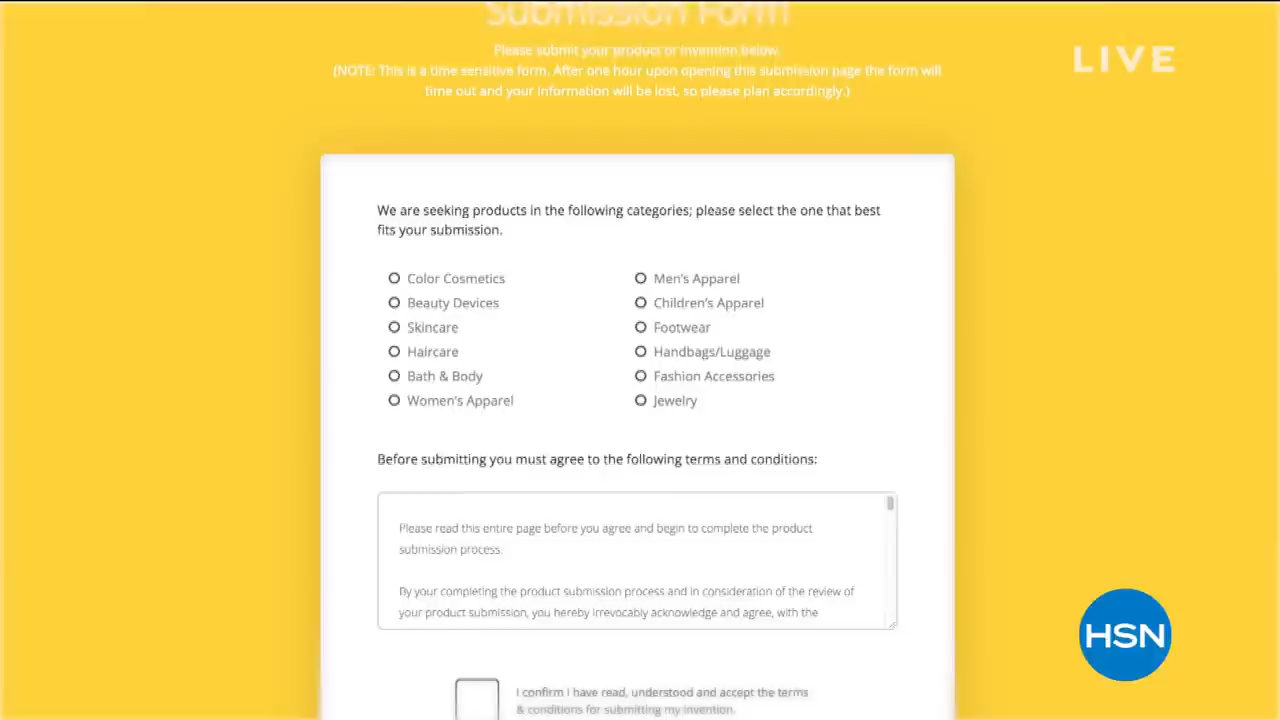 Submission Form
Please submit your product or invention below.
(NOTE: This is a time sensitive form. After one hour upon opening this submission page the form will
time out and your information will be lost, so please plan accordingly.)
LIVE
We are seeking products in the following categories; please select the one that best
fits your submission.
Color Cosmetics
Beauty Devices
Skincare
Haircare
Bath & Body
Women's Apparel
Men's Apparel
Children's Apparel
Footwear
Handbags/Luggage
Fashion Accessories
Jewelry
Before submitting you must agree to the following terms and conditions:
Please read this entire page before you agree and begin to complete the product
submission process.
By your completing the product submission process and in consideration of the review of
your product submission, you hereby irrevocably acknowledge and agree, with the
I confirm I have read, understood and accept the terms
& conditions for submitting my invention.
HSN